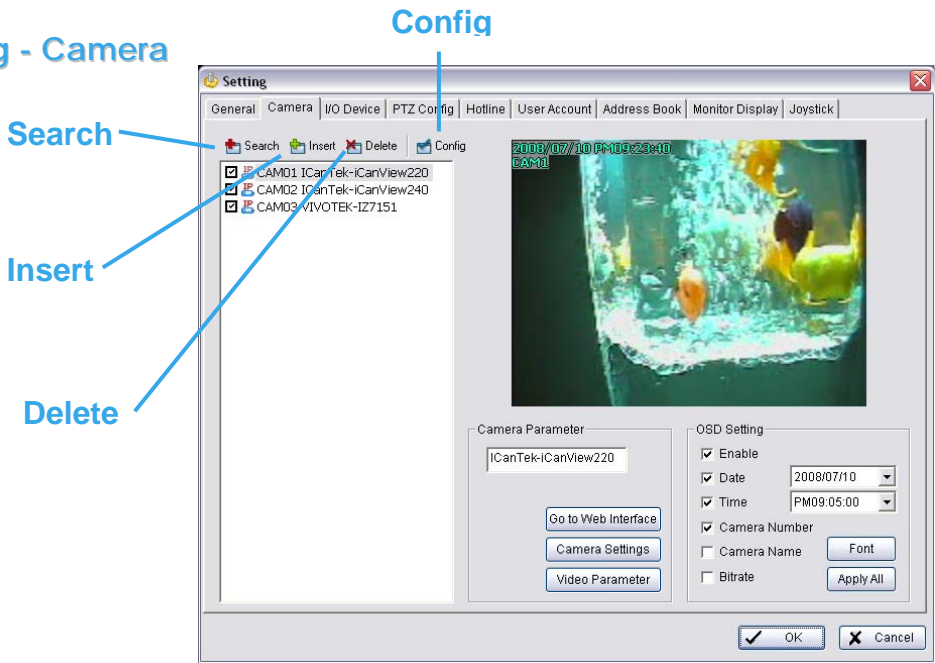 Config
g - Camera
Setting
General Camera I/O Device PTZ Config Hotline User Account Address Book Monitor Display Joystick
Search
Search Insert Delete Config
2008/07/10 PM09:23:40
CAM1
CAM01 ICanTek-iCanView220
CAM02 ICanTek-iCanView240
CAM03 VIVOTEK-IZ7151
Insert
Delete
Camera Parameter
ICanTek-iCanView220
Go to Web Interface
Camera Settings
Video Parameter
OSD Setting
Enable
Date 2008/07/10
Time PM09:05:00
Camera Number
Camera Name Font
Bitrate Apply All
OK Cancel